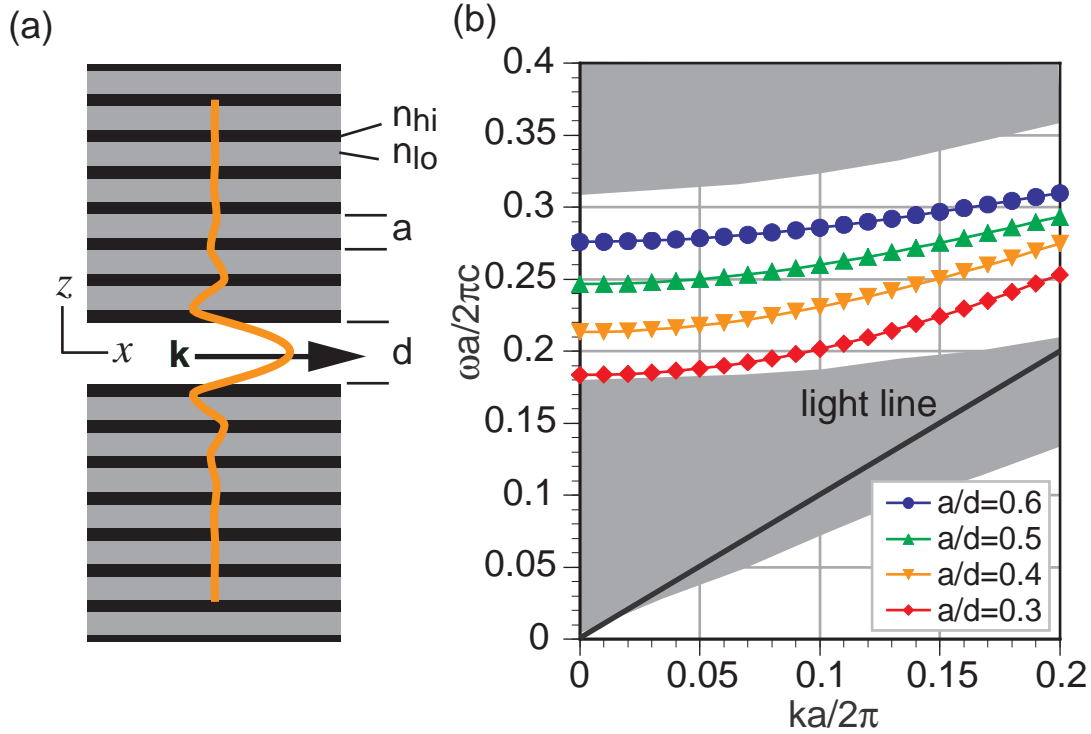 (a)
n_hi
n_lo
a
z
x
k
d
(b)
ωa/2πc
0.4
0.35
0.3
0.25
0.2
0.15
0.1
0.05
0
light line
a/d=0.6
a/d=0.5
a/d=0.4
a/d=0.3
0 0.05 0.1 0.15 0.2
ka/2π